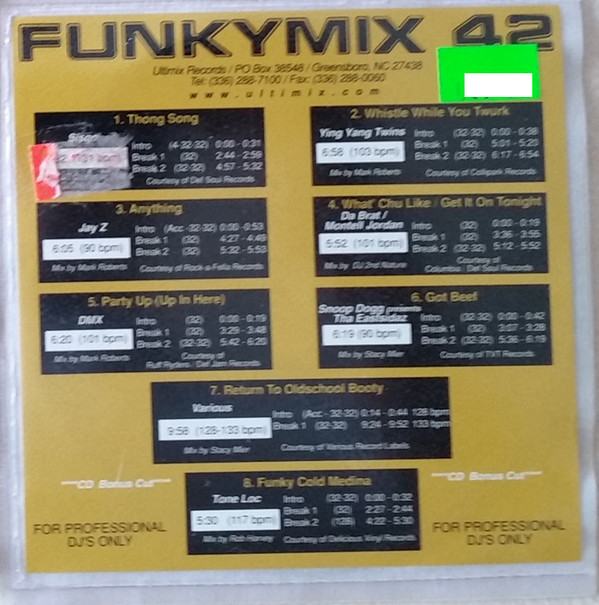 FUNKYMIX 42
Ultimix Records / PO Box 38548 / Greensboro, NC 27438
Tel: (336) 288-7100 / Fax: (336) 288-0060
www.ultimix.com
1. Thong Song
Sisqo
Intro (4-32-32) 0:00 - 0:31
Break 1 (32) 2:44 - 2:59
Break 2 (32-32) 4:57 - 5:32
Courtesy of Def Soul Records
2. Whistle While You Twurk
Ying Yang Twins
6:58 (103 bpm)
Intro (32-32) 0:00 - 0:38
Break 1 (32) 5:01 - 5:20
Break 2 (32-32) 6:17 - 6:54
Mix by Mark Roberts Courtesy of Collipark Records
3. Anything
Jay Z
6:05 (90 bpm)
Intro (Acc -32-32) 0:00 -0:53
Break 1 (32) 4:27 - 4:48
Break 2 (32) 5:32 - 5:53
Mix by Mark Roberts Courtesy of Rock-a-Fella Records
4. What' Chu Like / Get It On Tonight
Da Brat /
Montell Jordan
5:52 (101 bpm)
Intro (32) 0:00 - 0:19
Break 1 (32) 3:36 - 3:55
Break 2 (32-32) 5:12 - 5:52
Mix by DJ 2nd Nature Courtesy of
Columbia / Def Soul Records
5. Party Up (Up In Here)
DMX
6:20 (101 bpm)
Intro (32) 0:00 - 0:19
Break 1 (32) 3:29 - 3:48
Break 2 (32-32) 5:42 - 6:20
Mix by Mark Roberts Courtesy of
Ruff Ryders / Def Jam Records
6. Got Beef
Snoop Dogg presents
Tha Eastsidaz
6:19 (90 bpm)
Intro (32-32) 0:00 - 0:42
Break 1 (32) 3:07 - 3:28
Break 2 (32-32) 5:36 - 6:19
Mix by Stacy Mier Courtesy of TVT Records
7. Return To Oldschool Booty
Various
9:58 (128-133 bpm)
Intro (Acc - 32-32) 0:14 - 0:44 128 bpm
Break 1 (32-32) 9:24 - 9:52 133 bpm
Mix by Stacy Mier Courtesy of Various Record Labels
***CD Bonus Cut*** ***CD Bonus Cut***
8. Funky Cold Medina
Tone Loc
5:30 (117 bpm)
Intro (32-32) 0:00 - 0:32
Break 1 (32) 2:27 - 2:44
Break 2 (128) 4:22 - 5:30
Mix by Rob Harvey Courtesy of Delicious Vinyl Records
FOR PROFESSIONAL
DJ'S ONLY
FOR PROFESSIONAL
DJ'S ONLY